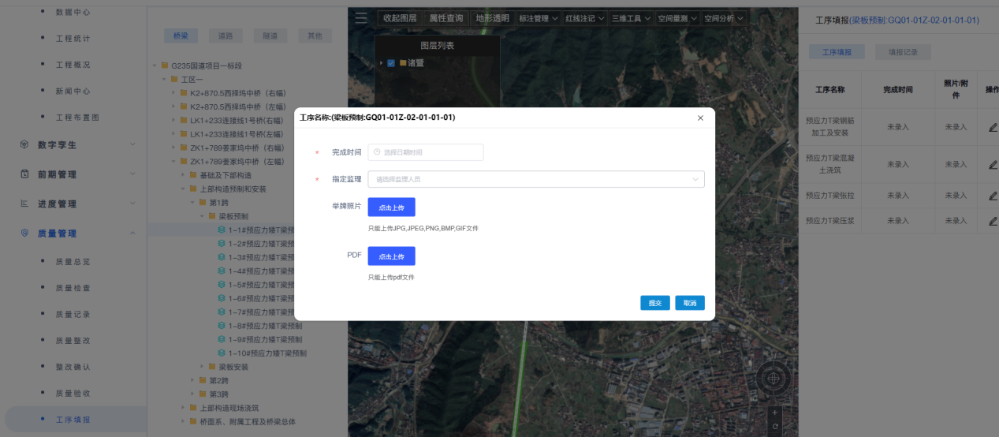 数据中心
工程统计
工程概况
新闻中心
工程布置图
数字孪生
前期管理
进度管理
质量管理
质量总览
质量检查
质量记录
质量整改
整改确认
质量验收
工序填报
桥梁 道路 隧道 其他
G235国道项目一标段
工区一
K2+870.5西择坞中桥（右幅）
K2+870.5西择坞中桥（左幅）
LK1+233连接线1号桥(右幅)
LK1+233连接线1号桥(左幅)
ZK1+789姜家坞中桥（右幅）
ZK1+789姜家坞中桥（左幅）
基础及下部构造
上部构造预制和安装
第1跨
梁板预制
1-1#预应力矮T梁预
1-2#预应力矮T梁预
1-3#预应力矮T梁预
1-4#预应力矮T梁预
1-5#预应力矮T梁预
1-6#预应力矮T梁预
1-7#预应力矮T梁预
1-8#预应力矮T梁预制
1-9#预应力矮T梁预制
1-10#预应力矮T梁预制
梁板安装
第2跨
第3跨
上部构造现场浇筑
桥面系、附属工程及桥梁总体
收起图层 属性查询 地形透明 标注管理 红线注记 三维工具 空间量测 空间分析
图层列表
诸暨
工序名称:(梁板预制:GQ01-01Z-02-01-01-01)
* 完成时间 选择日期时间
* 指定监理 请选择监理人员
举牌照片 点击上传
只能上传JPG,JPEG,PNG,BMP,GIF文件
PDF 点击上传
只能上传pdf文件
提交 取消
工序填报(梁板预制:GQ01-01Z-02-01-01-01)
工序填报 填报记录
工序名称 完成时间 照片/附件 操作
预应力T梁钢筋
加工及安装 未录入 未录入
预应力T梁混凝
土浇筑 未录入 未录入
预应力T梁张拉 未录入 未录入
预应力T梁压浆 未录入 未录入